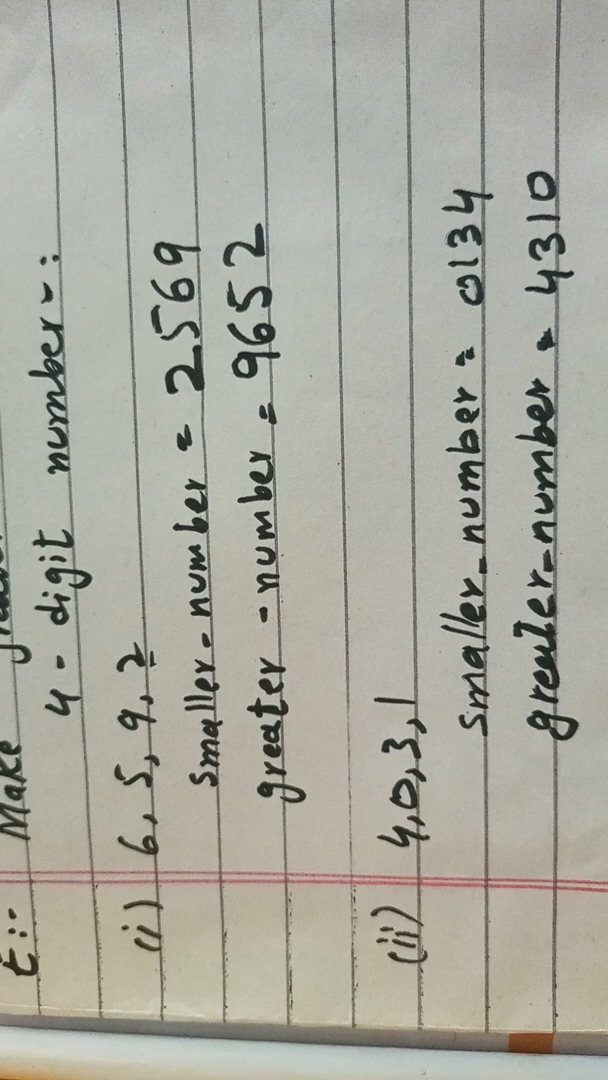 E:- Make
4 - digit number -:
(i) 6, 5, 9, 2
smaller - number = 2569
greater - number = 9652
(ii) 4,0,3,1
smaller - number = 0134
greater - number = 4310